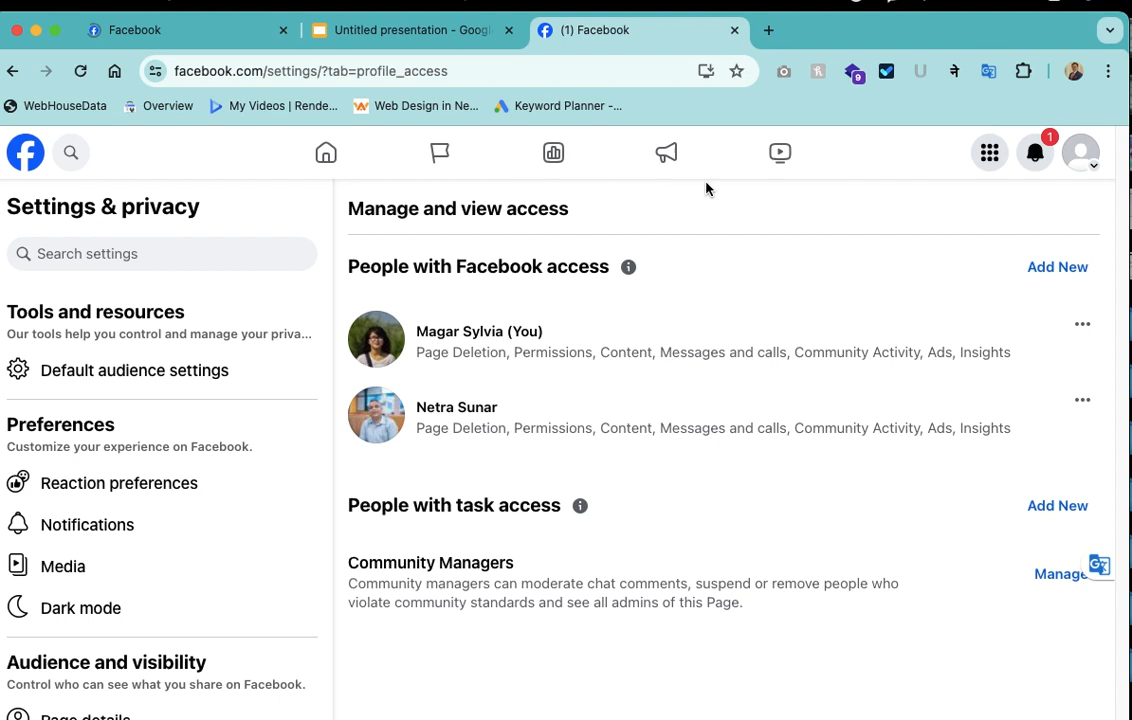 Facebook
Untitled presentation - Goog
(1) Facebook
facebook.com/settings/?tab=profile_access
9
ने
WebHouseData
Overview
My Videos | Rende...
Web Design in Ne...
Keyword Planner -...
1
Settings & privacy
Search settings
Tools and resources
Our tools help you control and manage your priva...
Default audience settings
Preferences
Customize your experience on Facebook.
Reaction preferences
Notifications
Media
Dark mode
Audience and visibility
Control who can see what you share on Facebook.
Page details
Manage and view access
People with Facebook access
Add New
Magar Sylvia (You)
Page Deletion, Permissions, Content, Messages and calls, Community Activity, Ads, Insights
Netra Sunar
Page Deletion, Permissions, Content, Messages and calls, Community Activity, Ads, Insights
People with task access
Add New
Community Managers
Community managers can moderate chat comments, suspend or remove people who
violate community standards and see all admins of this Page.
Manage